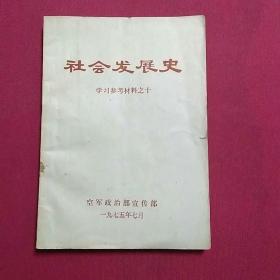 社会发展史
学习参考材料之十
空军政治部宣传部
一九七五年七月